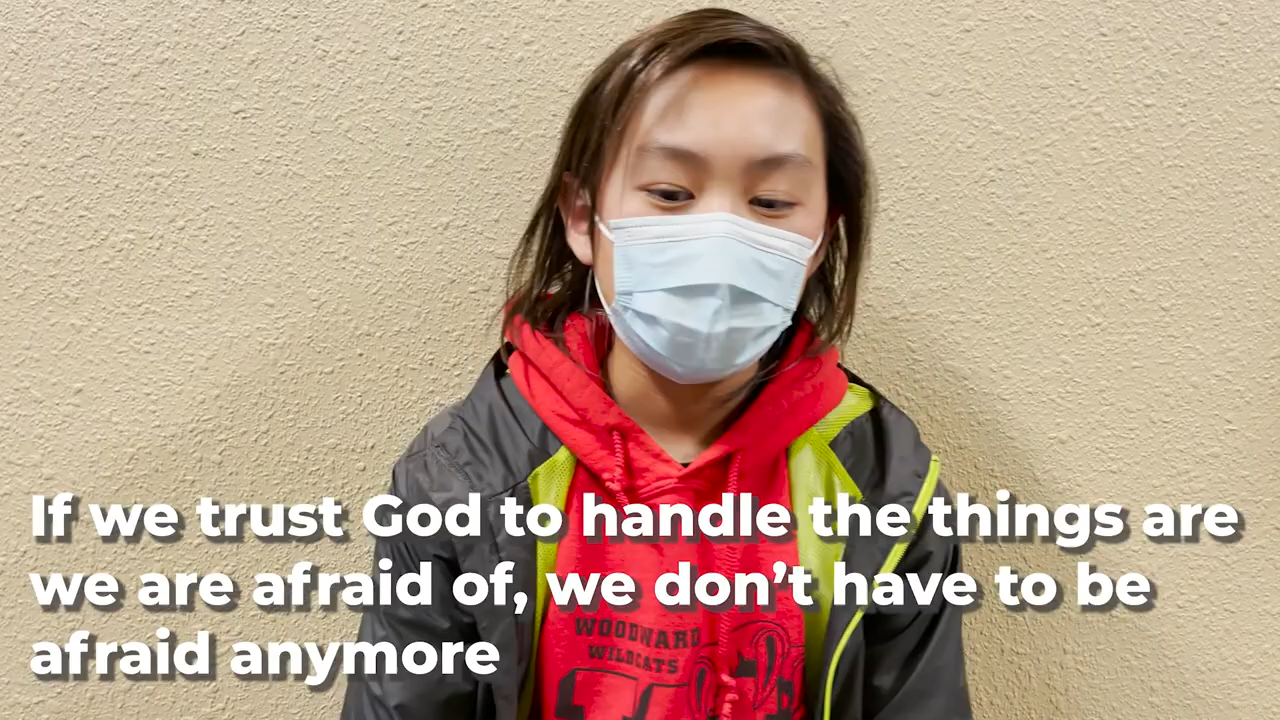 If we trust God to handle the things are
we are afraid of, we don't have to be
afraid anymore
WOODWARD
WILDCATS